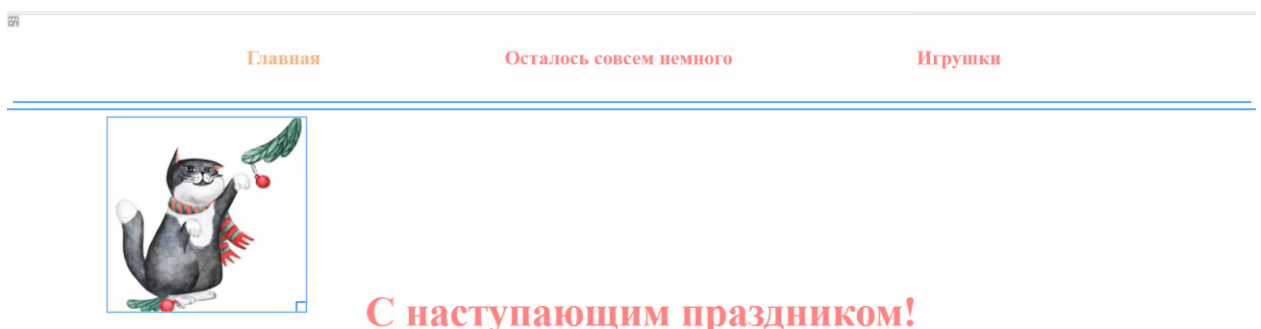 Главная
Осталось совсем немного
Игрушки
С наступающим праздником!